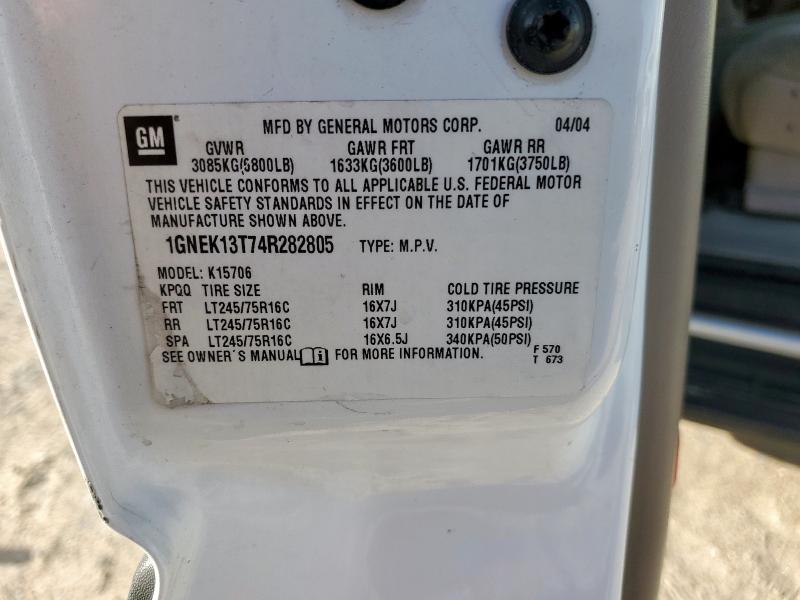 GM
MFD BY GENERAL MOTORS CORP. 04/04
GVWR GAWR FRT GAWR RR
3085KG(6800LB) 1633KG(3600LB) 1701KG(3750LB)
THIS VEHICLE CONFORMS TO ALL APPLICABLE U.S. FEDERAL MOTOR
VEHICLE SAFETY STANDARDS IN EFFECT ON THE DATE OF
MANUFACTURE SHOWN ABOVE.
1GNEK13T74R282805 TYPE: M.P.V.
MODEL: K15706
KPGQ TIRE SIZE RIM COLD TIRE PRESSURE
FRT LT245/75R16C 16X7J 310KPA(45PSI)
RR LT245/75R16C 16X7J 310KPA(45PSI)
SPA LT245/75R16C 16X6.5J 340KPA(50PSI)
SEE OWNER'S MANUAL i FOR MORE INFORMATION.
F 570
T 673